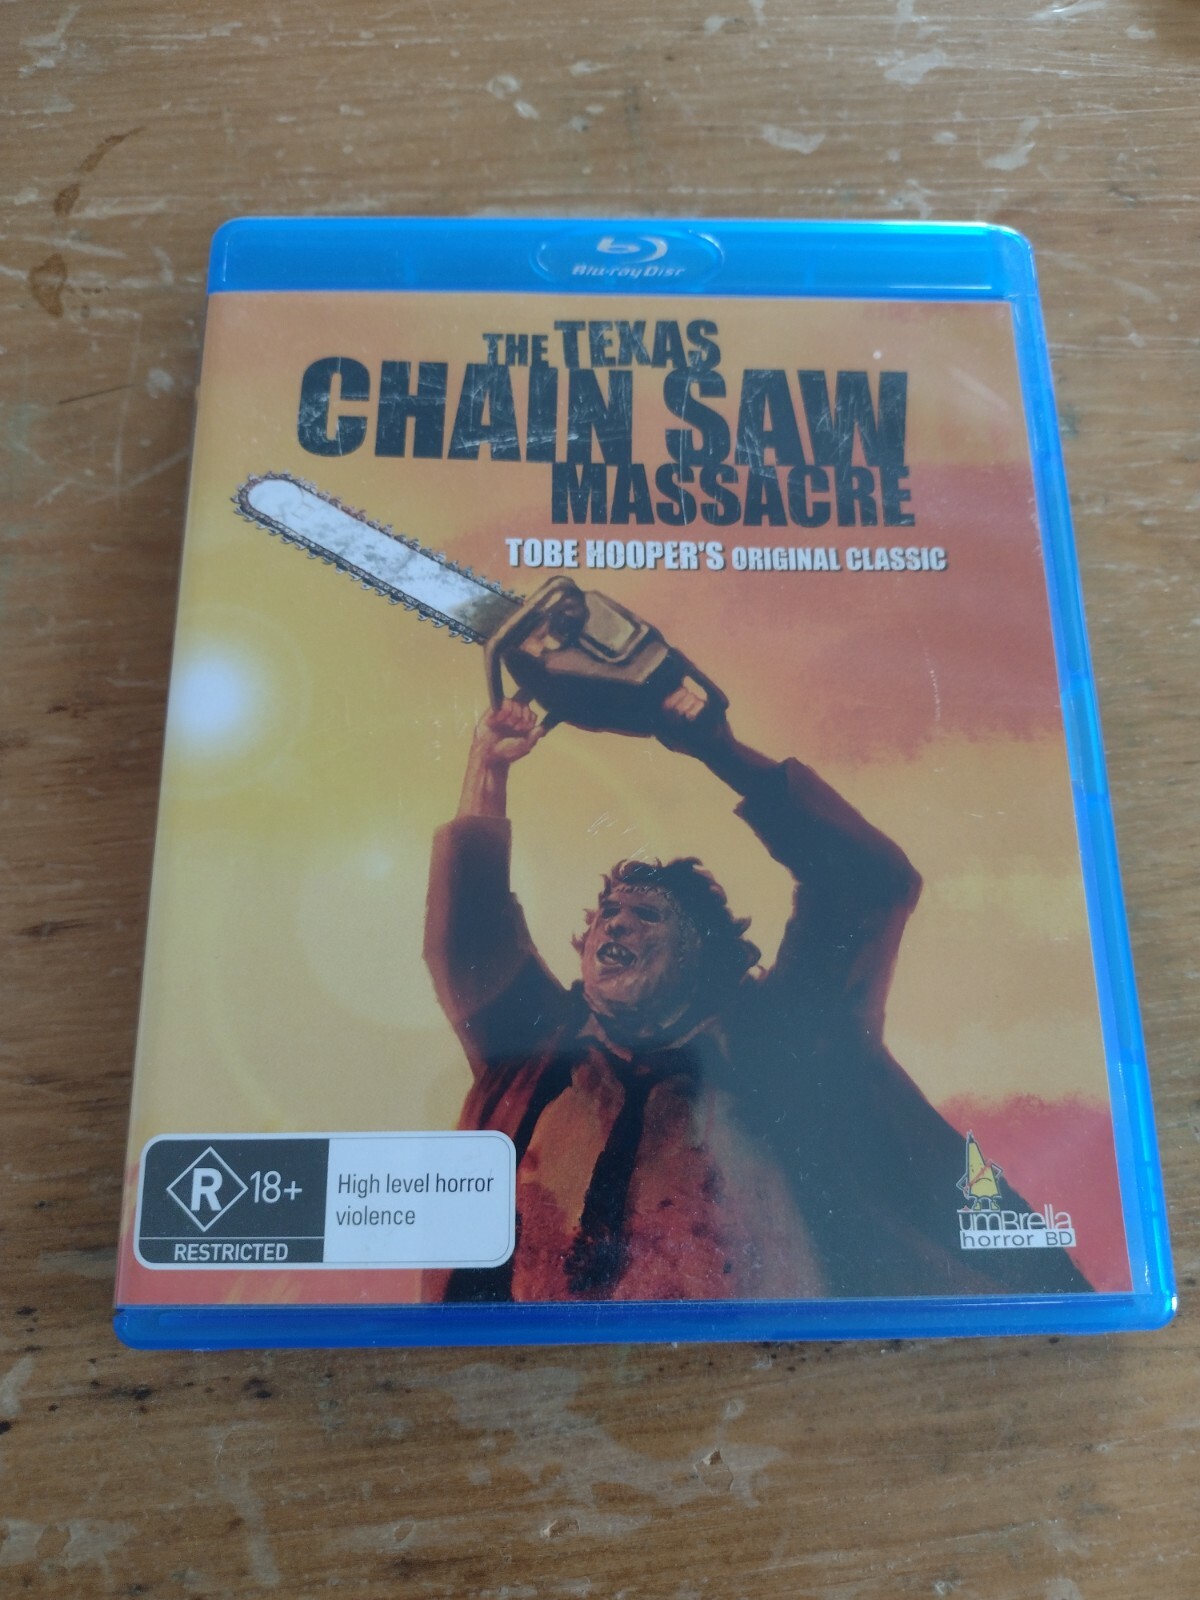 Blu-ray Disc
THE TEXAS
CHAIN SAW
MASSACRE
TOBE HOOPER'S ORIGINAL CLASSIC
R 18+
RESTRICTED
High level horror
violence
umBrella
horror BD